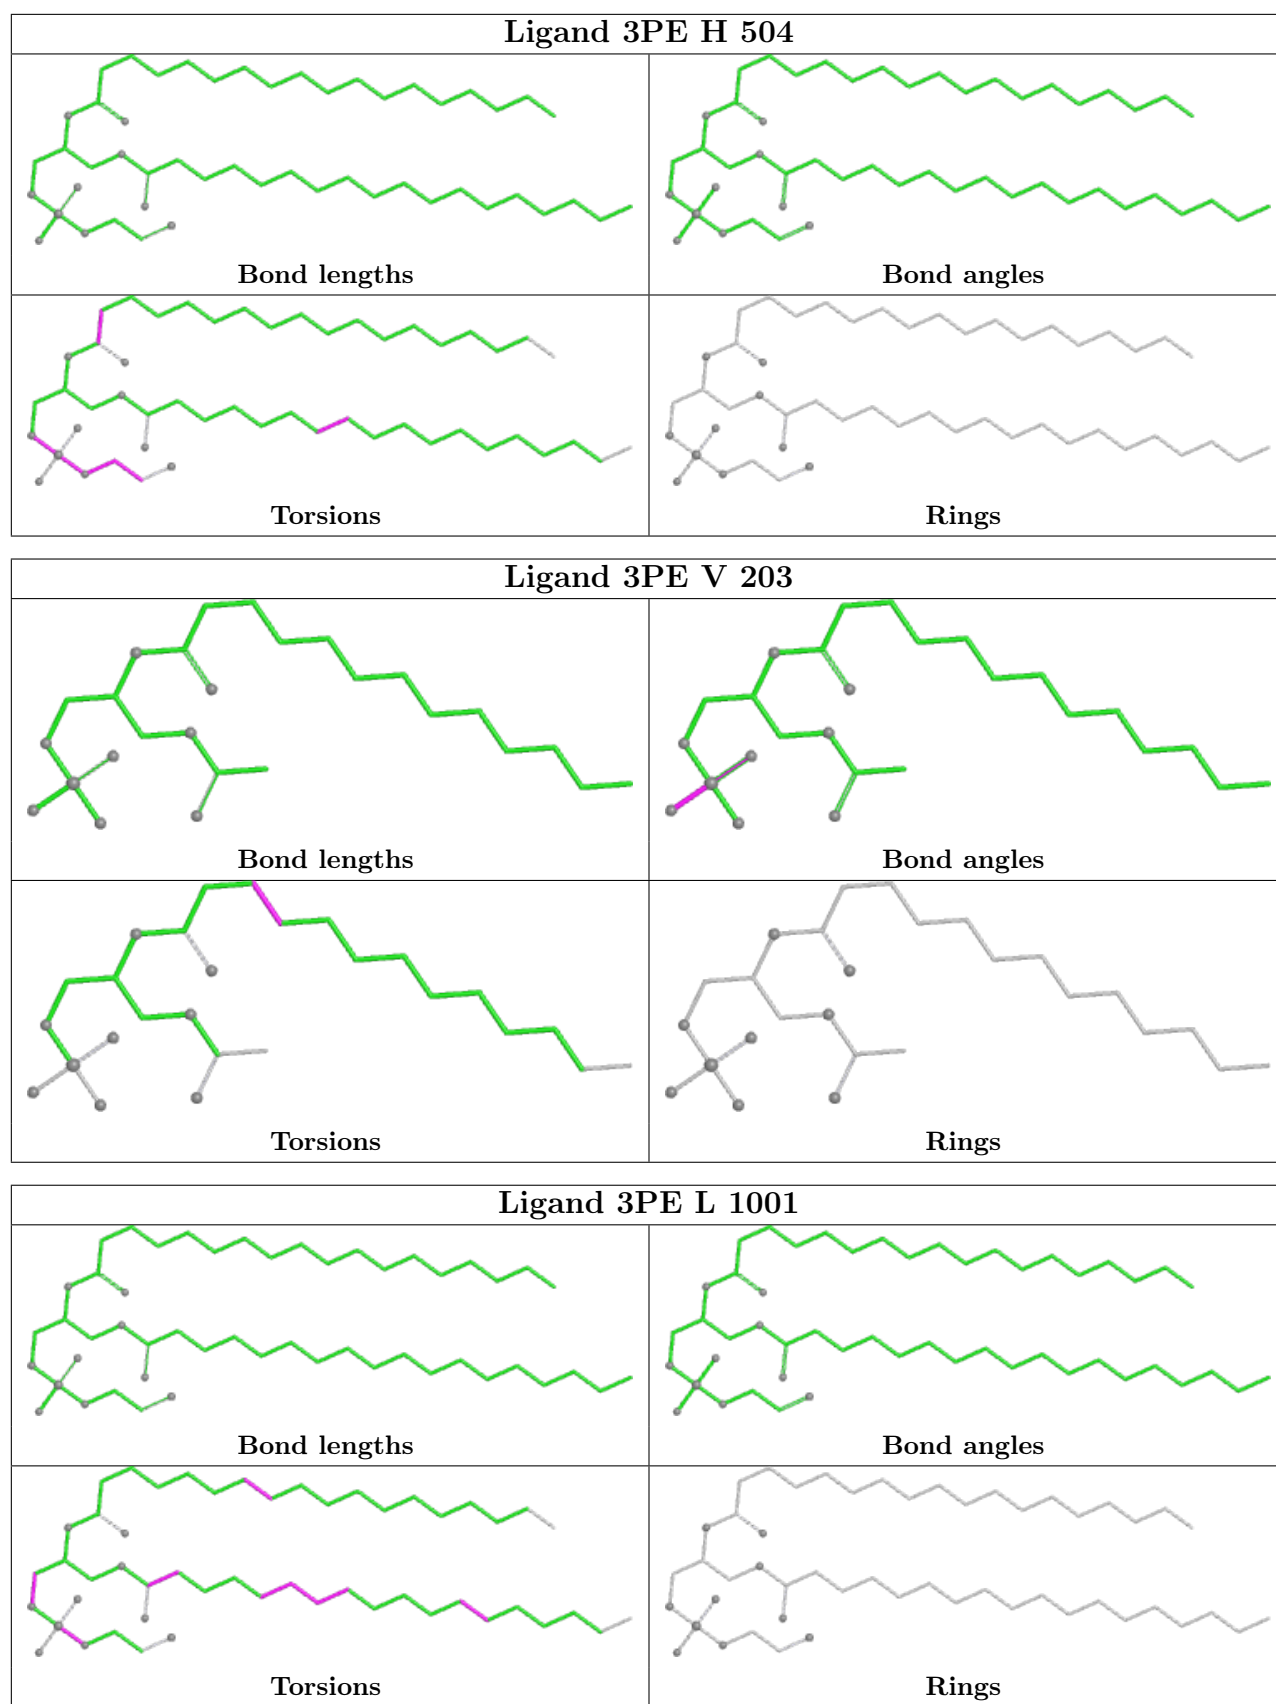 Ligand 3PE H 504
Bond lengths
Bond angles
Torsions
Rings
Ligand 3PE V 203
Bond lengths
Bond angles
Torsions
Rings
Ligand 3PE L 1001
Bond lengths
Bond angles
Torsions
Rings